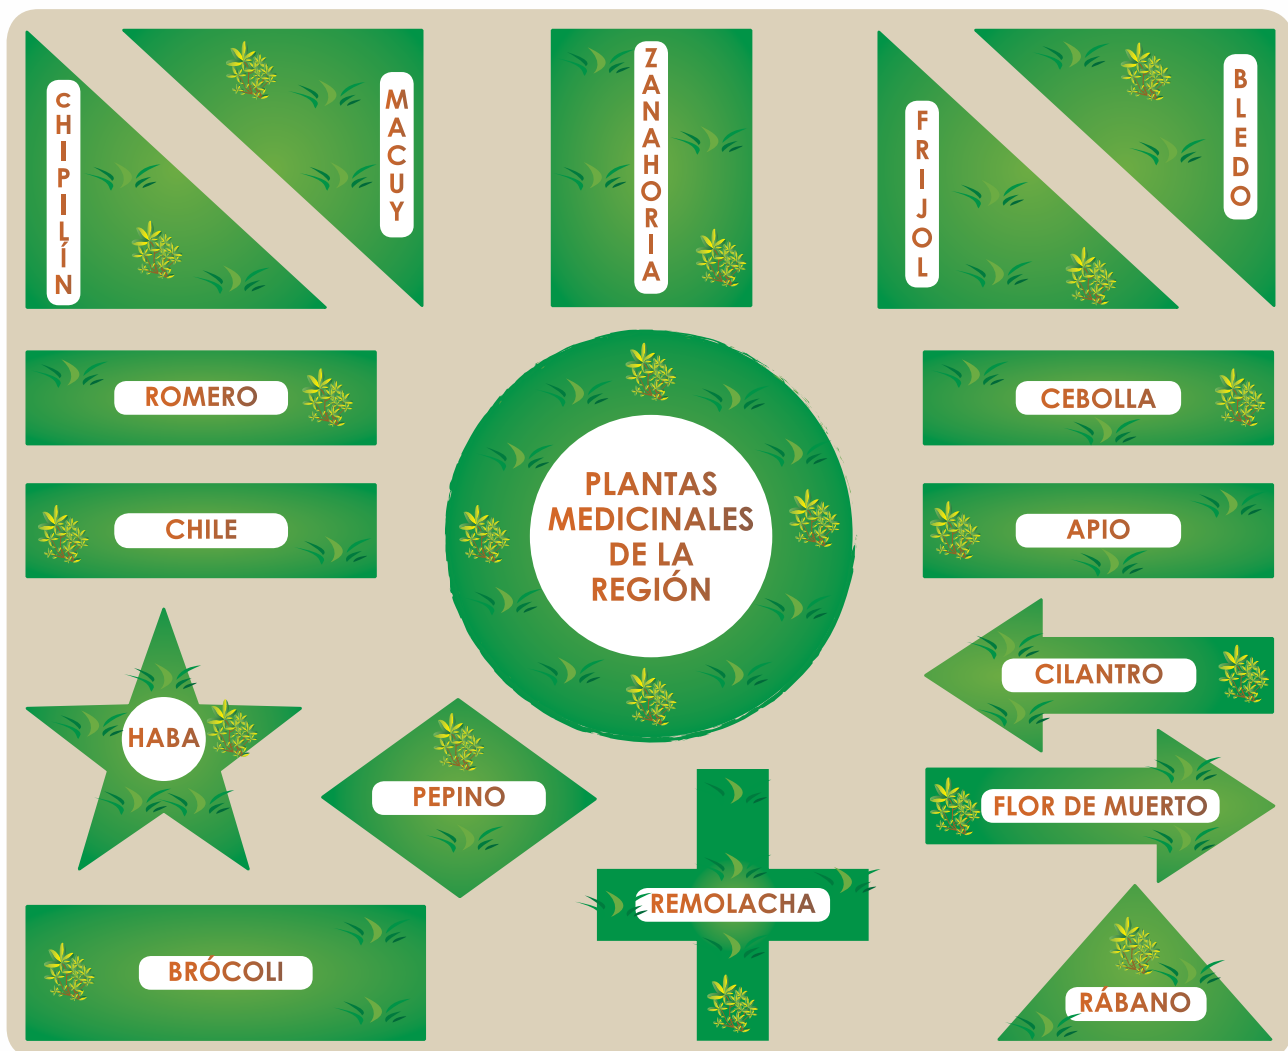 CHIPILÍN
MACUY
ZANAHORIA
FRIJOL
BLEDO
ROMERO
CEBOLLA
CHILE
APIO
PLANTAS
MEDICINALES
DE LA
REGIÓN
CILANTRO
HABA
PEPINO
FLOR DE MUERTO
REMOLACHA
BRÓCOLI
RÁBANO